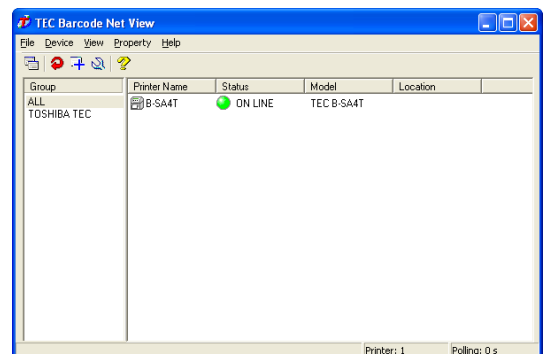 TEC Barcode Net View
File Device View Property Help
Group Printer Name Status Model Location
ALL B-SA4T ON LINE TEC B-SA4T
TOSHIBA TEC
Printer: 1 Polling: 0 s